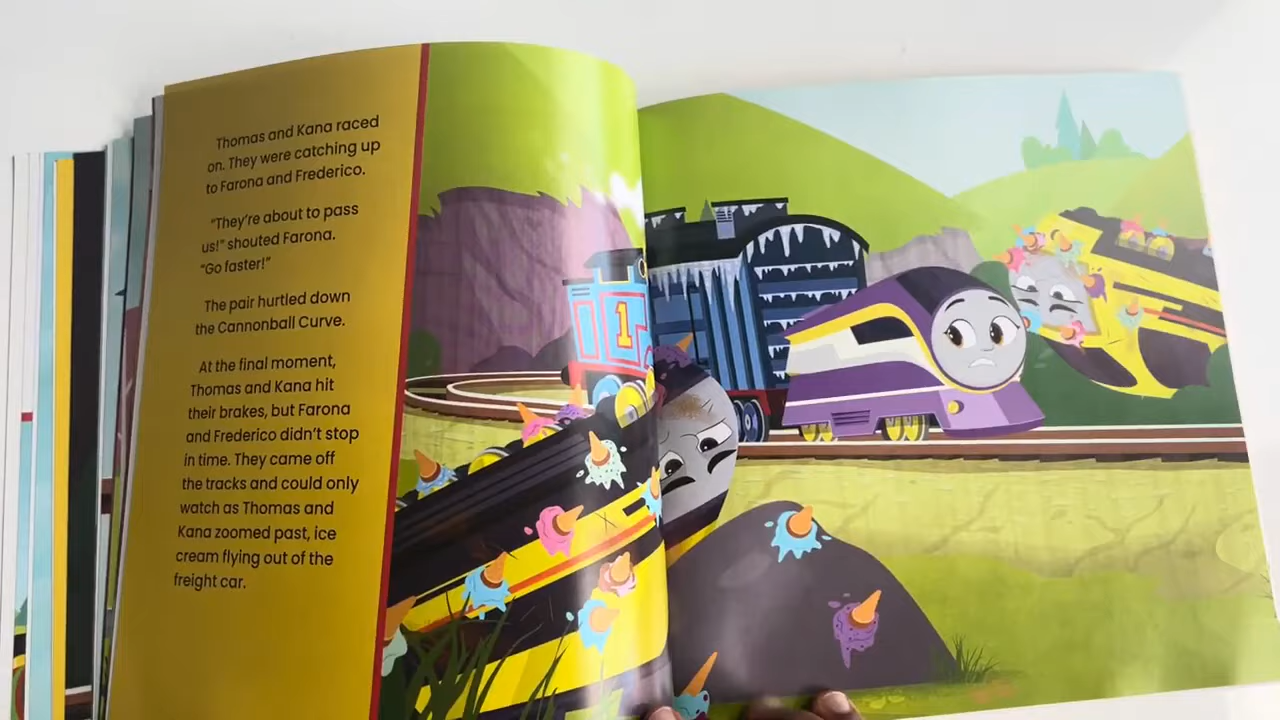 Thomas and Kana raced
on. They were catching up
to Farona and Frederico.
“They’re about to pass
us!” shouted Farona.
“Go faster!”
The pair hurtled down
the Cannonball Curve.
At the final moment,
Thomas and Kana hit
their brakes, but Farona
and Frederico didn’t stop
in time. They came off
the tracks and could only
watch as Thomas and
Kana zoomed past, ice
cream flying out of the
freight car.
1